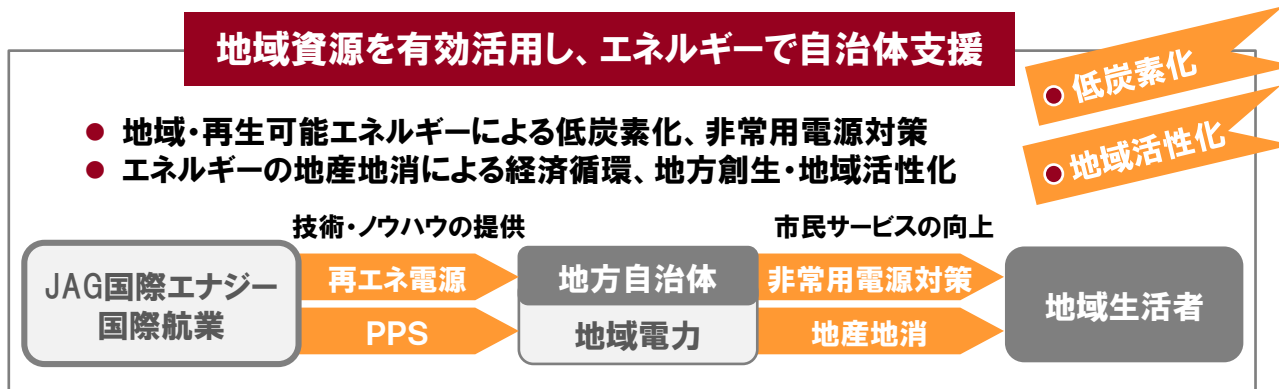 地域資源を有効活用し、エネルギーで自治体支援
● 低炭素化
● 地域活性化
● 地域・再生可能エネルギーによる低炭素化、非常用電源対策
● エネルギーの地産地消による経済循環、地方創生・地域活性化
技術・ノウハウの提供
市民サービスの向上
JAG国際エナジー
国際航業
再エネ電源
PPS
地方自治体
地域電力
非常用電源対策
地産地消
地域生活者